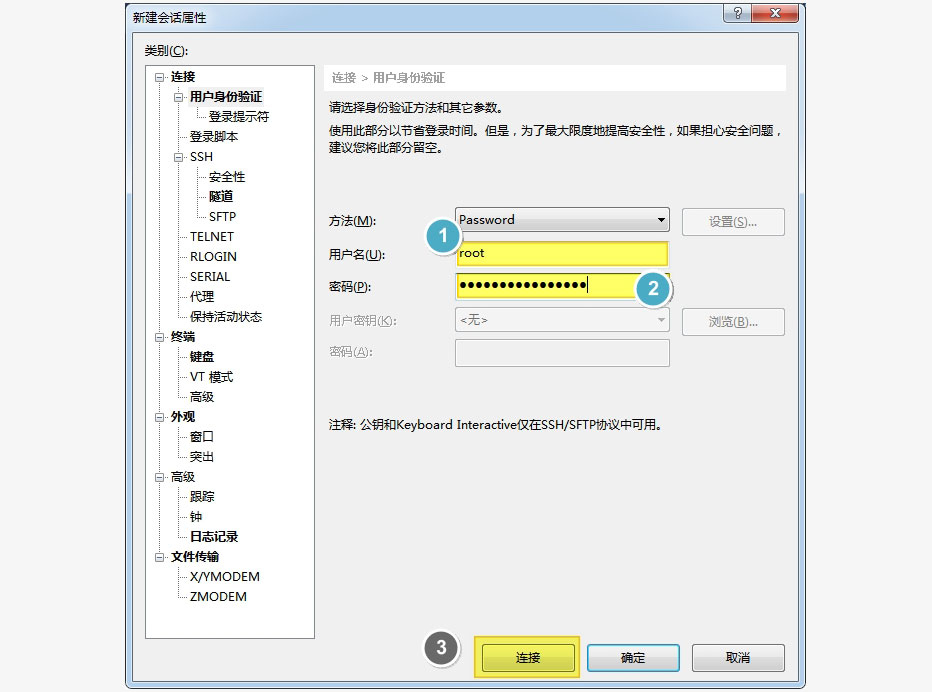 新建会话属性
?
类别(C):
连接
用户身份验证
登录提示符
登录脚本
SSH
安全性
隧道
SFTP
TELNET
RLOGIN
SERIAL
代理
保持活动状态
终端
键盘
VT 模式
高级
外观
窗口
突出
高级
跟踪
钟
日志记录
文件传输
X/YMODEM
ZMODEM
连接 > 用户身份验证
请选择身份验证方法和其它参数。
使用此部分以节省登录时间。但是，为了最大限度地提高安全性，如果担心安全问题，
建议您将此部分留空。
方法(M): Password 设置(S)...
1
用户名(U): root
密码(P): ●●●●●●●●●●●●●●●●
2
用户密钥(K): <无> 浏览(B)...
密码(A):
注释: 公钥和Keyboard Interactive仅在SSH/SFTP协议中可用。
3
连接 确定 取消